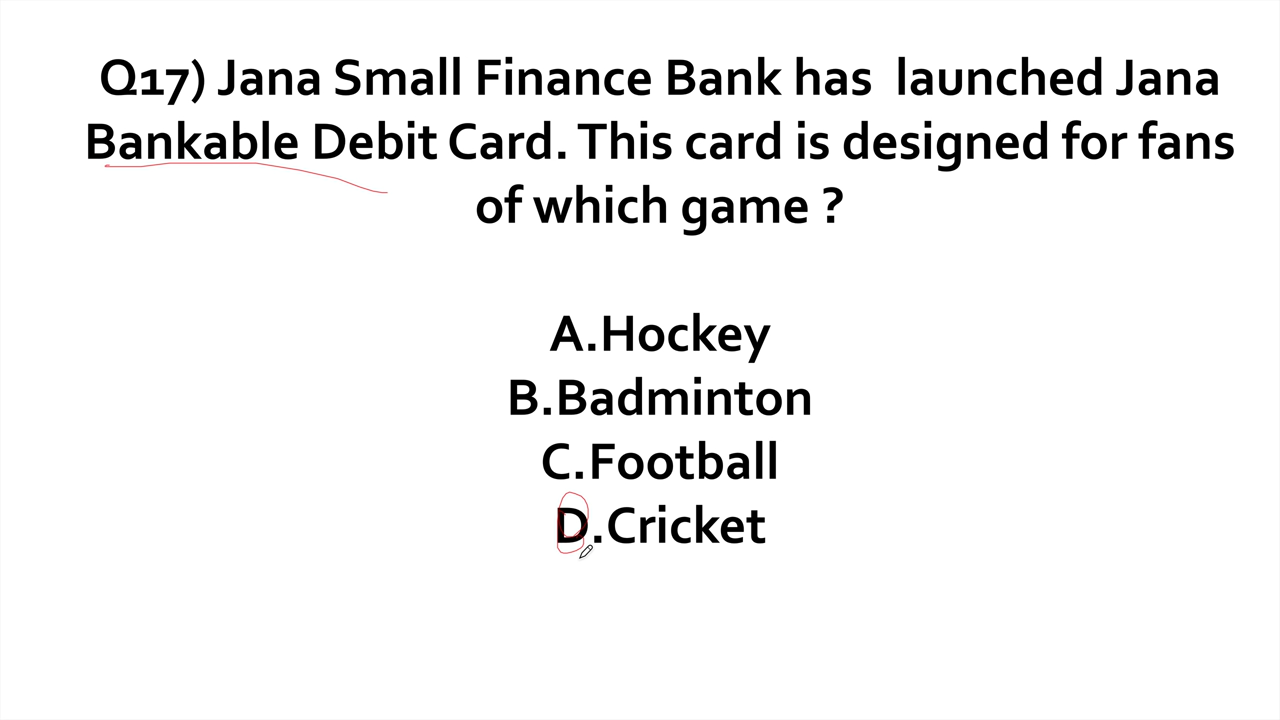 Q17) Jana Small Finance Bank has launched Jana
Bankable Debit Card. This card is designed for fans
of which game ?
A.Hockey
B.Badminton
C.Football
D.Cricket